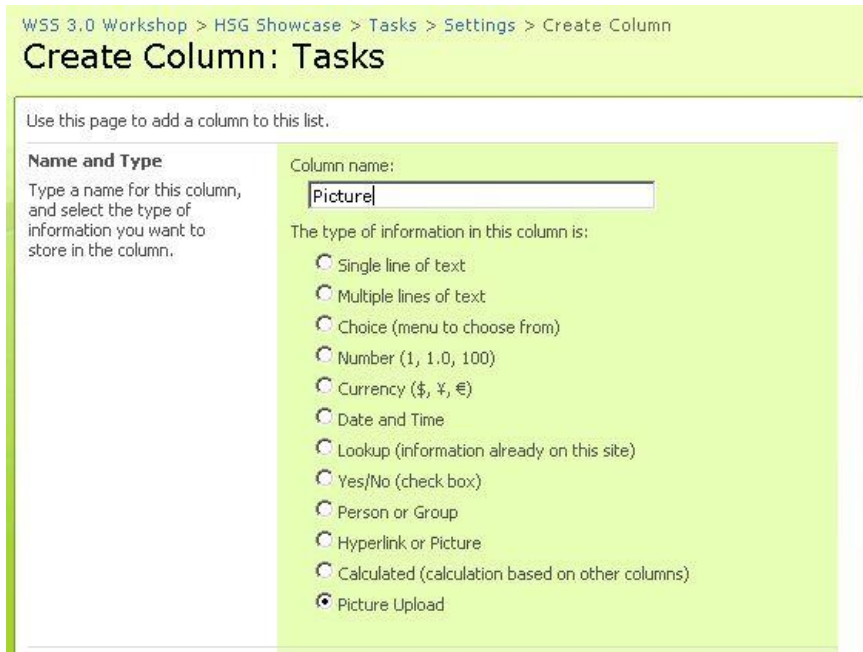 WSS 3.0 Workshop > HSG Showcase > Tasks > Settings > Create Column
Create Column: Tasks
Use this page to add a column to this list.
Name and Type
Type a name for this column,
and select the type of
information you want to
store in the column.
Column name:
Picture
The type of information in this column is:
Single line of text
Multiple lines of text
Choice (menu to choose from)
Number (1, 1.0, 100)
Currency ($, ¥, €)
Date and Time
Lookup (information already on this site)
Yes/No (check box)
Person or Group
Hyperlink or Picture
Calculated (calculation based on other columns)
Picture Upload